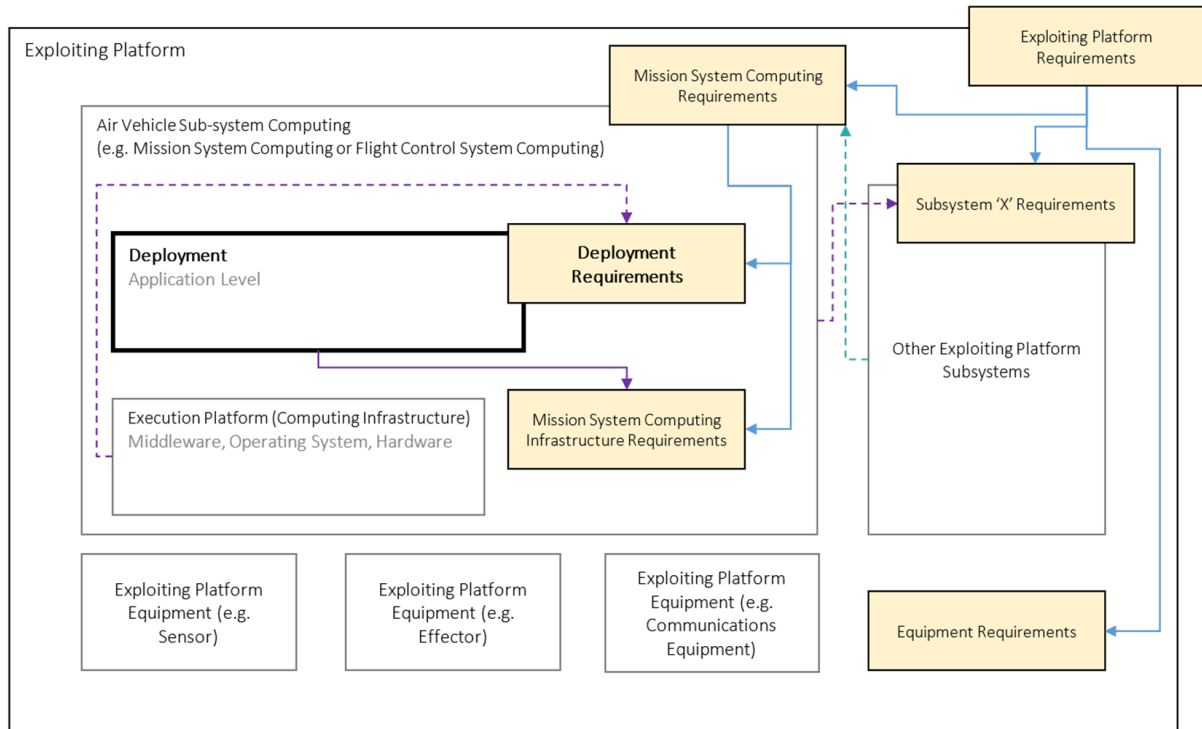 Exploiting Platform
Requirements
Exploiting Platform
Mission System Computing
Requirements
Air Vehicle Sub-system Computing
(e.g. Mission System Computing or Flight Control System Computing)
Subsystem ‘X’ Requirements
Deployment
Application Level
Deployment
Requirements
Other Exploiting Platform
Subsystems
Execution Platform (Computing Infrastructure)
Middleware, Operating System, Hardware
Mission System Computing
Infrastructure Requirements
Exploiting Platform
Equipment (e.g.
Sensor)
Exploiting Platform
Equipment (e.g.
Effector)
Exploiting Platform
Equipment (e.g.
Communications
Equipment)
Equipment Requirements